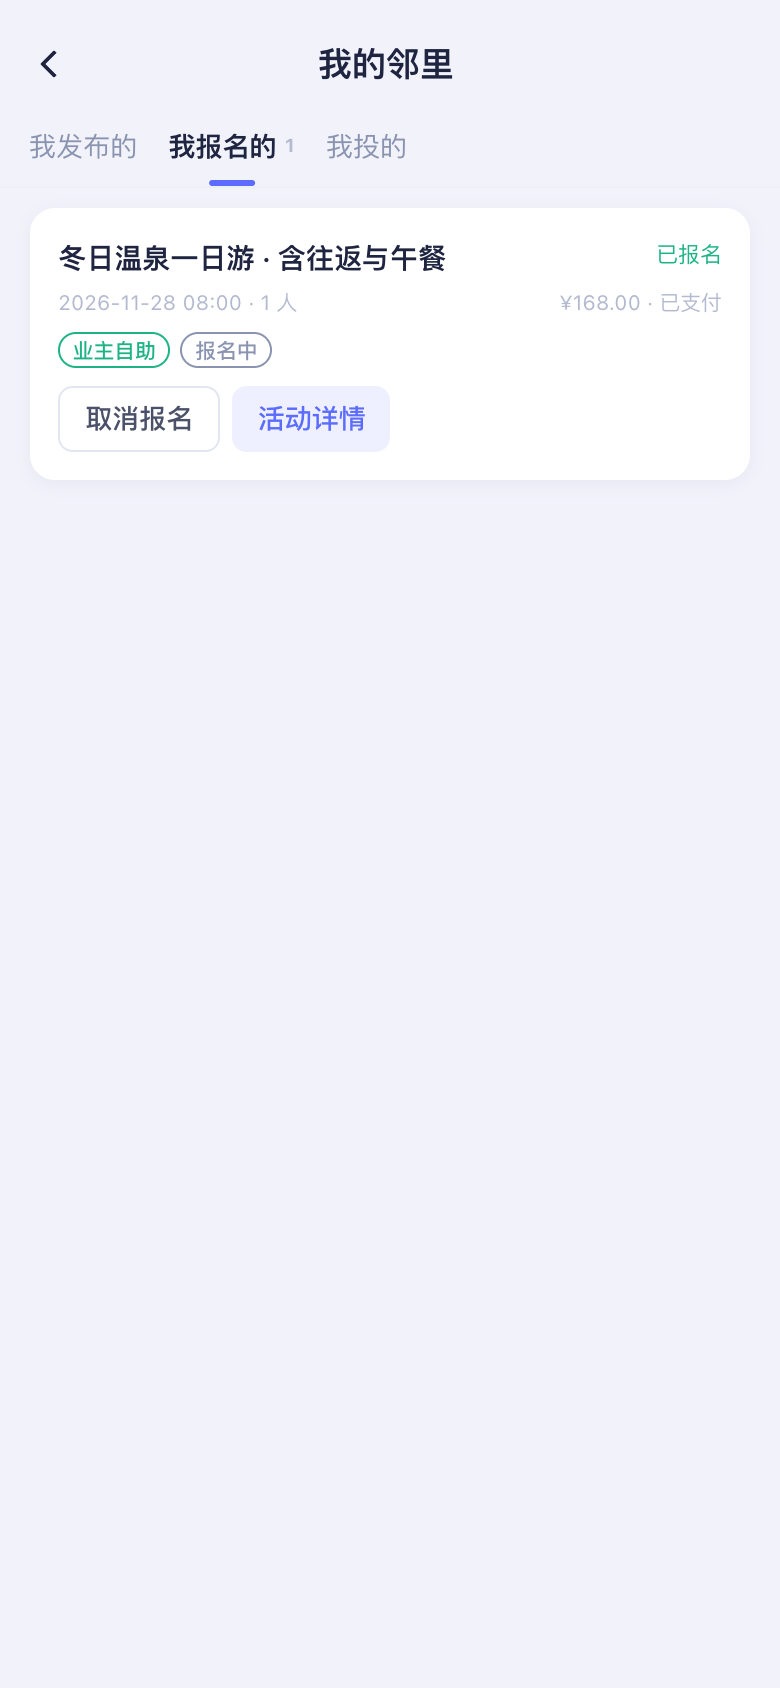 我的邻里
我发布的 我报名的 1 我投的
冬日温泉一日游 · 含往返与午餐 已报名
2026-11-28 08:00 · 1 人 ¥168.00 · 已支付
业主自助 报名中
取消报名 活动详情